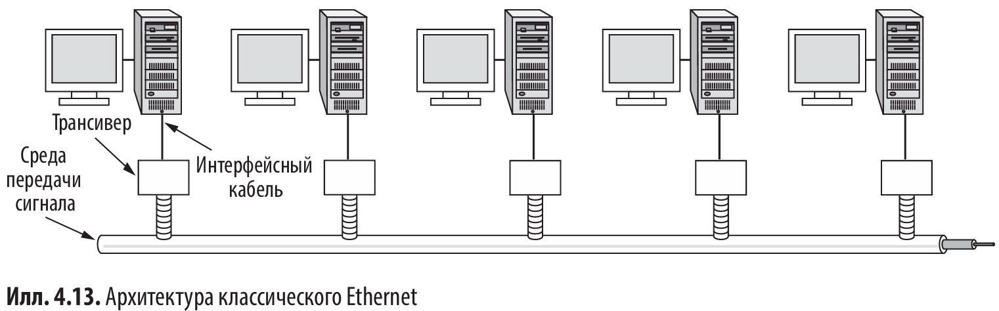 Трансивер
Среда
передачи
сигнала
Интерфейсный
кабель
Илл. 4.13. Архитектура классического Ethernet